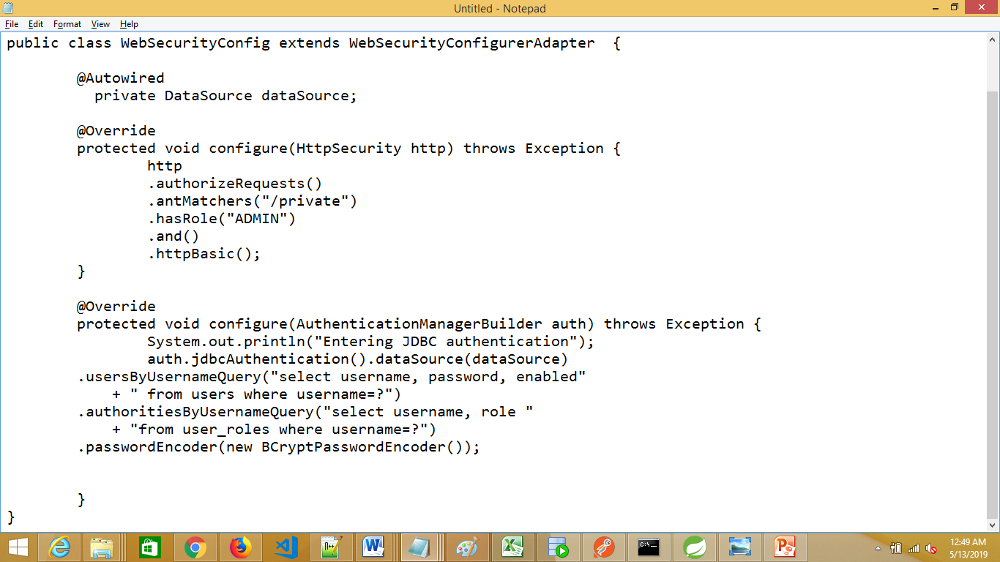 Untitled - Notepad
File Edit Format View Help
public class WebSecurityConfig extends WebSecurityConfigurerAdapter  {
@Autowired
private DataSource dataSource;
@Override
protected void configure(HttpSecurity http) throws Exception {
http
.authorizeRequests()
.antMatchers("/private")
.hasRole("ADMIN")
.and()
.httpBasic();
}
@Override
protected void configure(AuthenticationManagerBuilder auth) throws Exception {
System.out.println("Entering JDBC authentication");
auth.jdbcAuthentication().dataSource(dataSource)
.usersByUsernameQuery("select username, password, enabled"
+ " from users where username=?")
.authoritiesByUsernameQuery("select username, role "
+ "from user_roles where username=?")
.passwordEncoder(new BCryptPasswordEncoder());
}
}
12:49 AM
5/13/2019